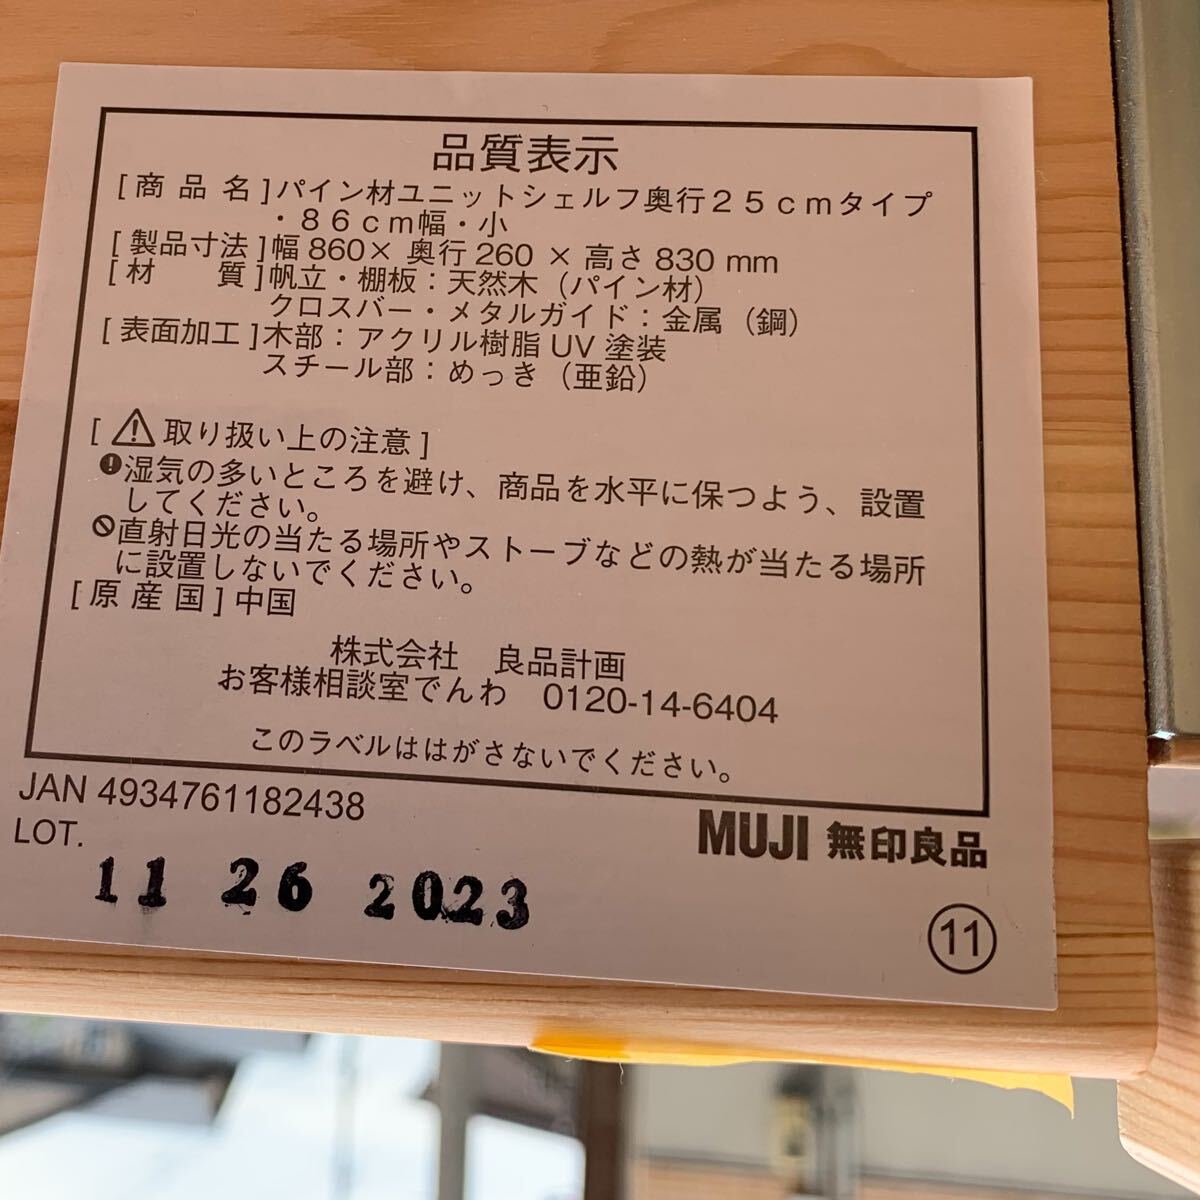 品質表示
[商品名]パイン材ユニットシェルフ奥行25cmタイプ
・86cm幅・小
[製品寸法]幅 860× 奥行 260 × 高さ 830 mm
[材 質]帆立・棚板：天然木（パイン材）
クロスバー・メタルガイド：金属（鋼）
[表面加工]木部：アクリル樹脂 UV 塗装
スチール部：めっき（亜鉛）
[⚠取り扱い上の注意]
湿気の多いところを避け、商品を水平に保つよう、設置
してください。
直射日光の当たる場所やストーブなどの熱が当たる場所
に設置しないでください。
[原産国]中国
株式会社 良品計画
お客様相談室でんわ 0120-14-6404
このラベルははがさないでください。
JAN 4934761182438
LOT.
11 26 2023
MUJI 無印良品
⑪